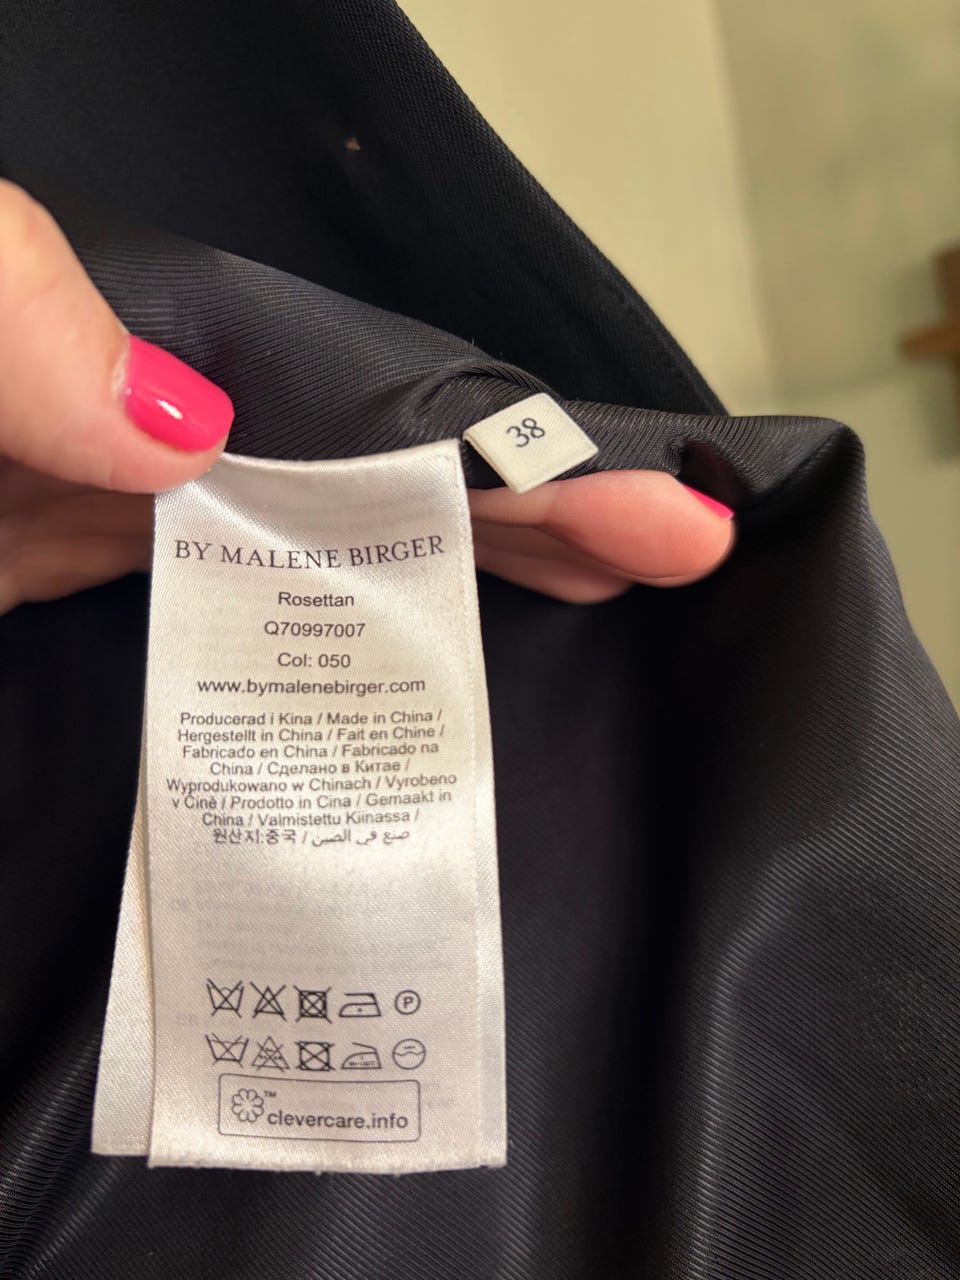 38
BY MALENE BIRGER
Rosettan
Q70997007
Col: 050
www.bymalenebirger.com
Producerad i Kina / Made in China /
Hergestellt in China / Fait en Chine /
Fabricado en China / Fabricado na
China / Сделано в Китае /
Wyprodukowano w Chinach / Vyrobeno
v Čině / Prodotto in Cina / Gemaakt in
China / Valmistettu Kiinassa /
원산지:중국 / صنع في الصين
P
TM
clevercare.info